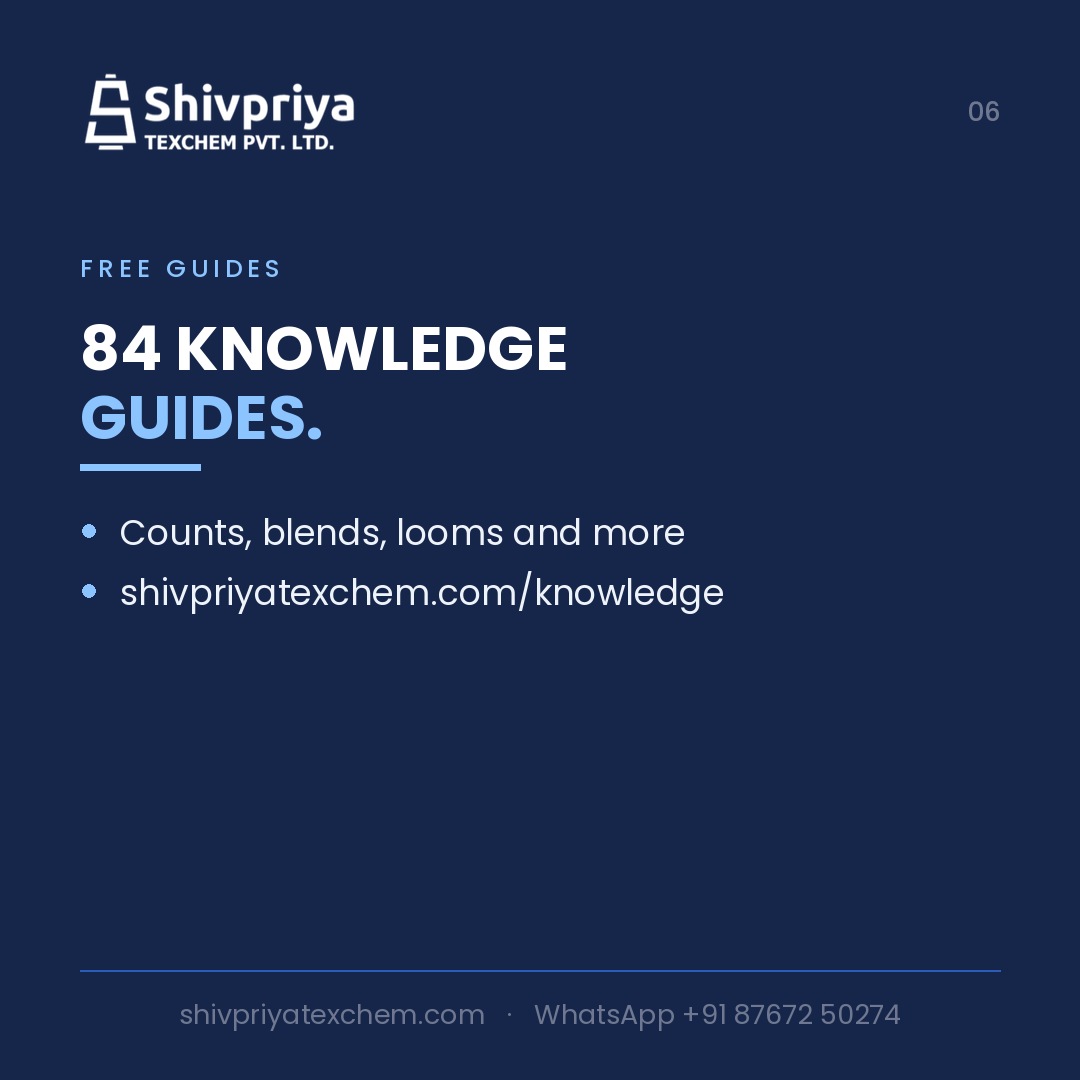 Shivpriya
TEXCHEM PVT. LTD.
06
FREE GUIDES
84 KNOWLEDGE
GUIDES.
• Counts, blends, looms and more
• shivpriyatexchem.com/knowledge
shivpriyatexchem.com · WhatsApp +91 87672 50274